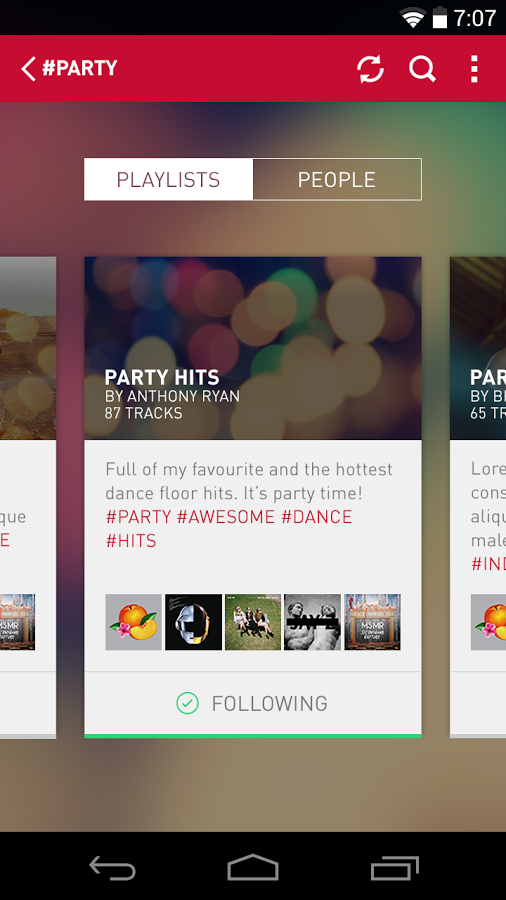 7:07
#PARTY
PLAYLISTS
PEOPLE
PARTY HITS
BY ANTHONY RYAN
87 TRACKS
Full of my favourite and the hottest
dance floor hits. It's party time!
#PARTY #AWESOME #DANCE
#HITS
MSMR
FOLLOWING
que
E
MSMR
PAR
BY B
65 TR
Lore
cons
aliqu
male
#IND